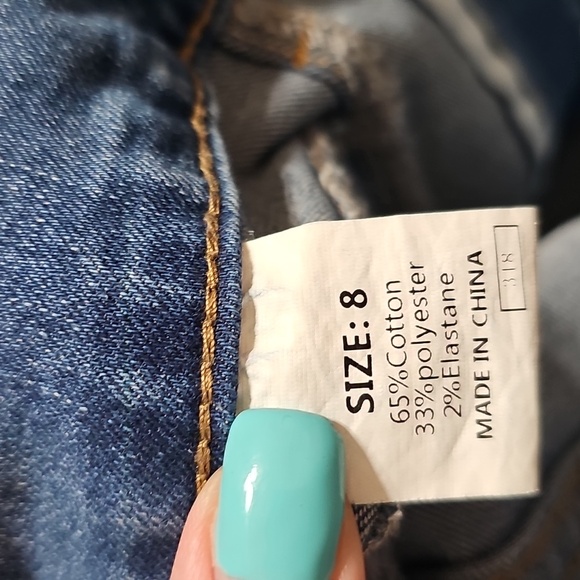 SIZE: 8
65%Cotton
33%polyester
2%Elastane
MADE IN CHINA
318